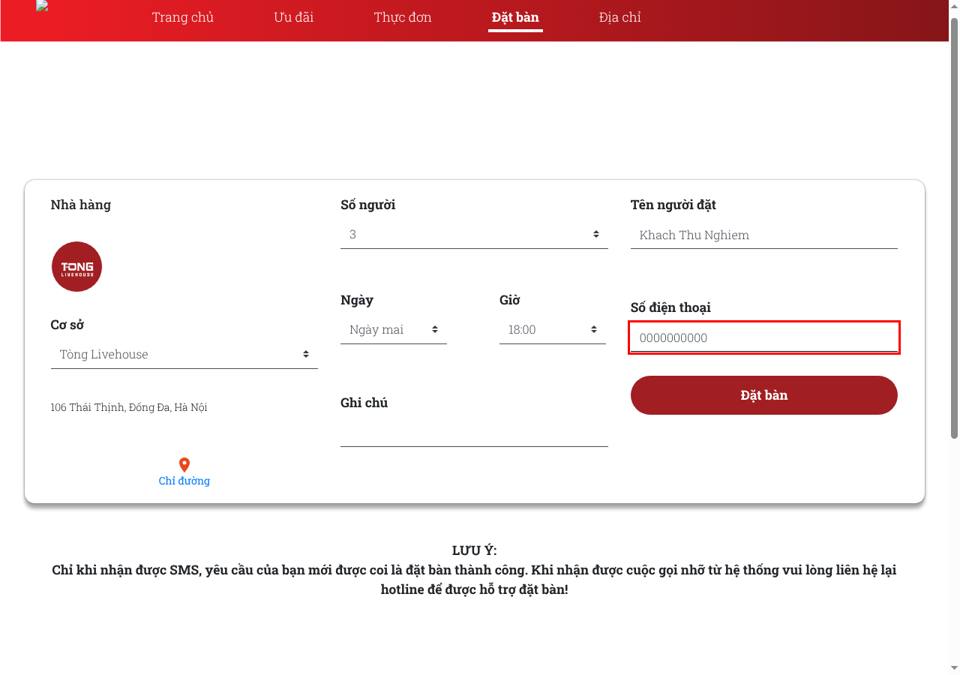 Trang chủ
Ưu đãi
Thực đơn
Đặt bàn
Địa chỉ
Nhà hàng
TONG
LIVEHOUSE
Cơ sở
Tòng Livehouse
106 Thái Thịnh, Đống Đa, Hà Nội
Chỉ đường
Số người
3
Ngày
Ngày mai
Giờ
18:00
Ghi chú
Tên người đặt
Khach Thu Nghiem
Số điện thoại
0000000000
Đặt bàn
LƯU Ý:
Chỉ khi nhận được SMS, yêu cầu của bạn mới được coi là đặt bàn thành công. Khi nhận được cuộc gọi nhỡ từ hệ thống vui lòng liên hệ lại
hotline để được hỗ trợ đặt bàn!